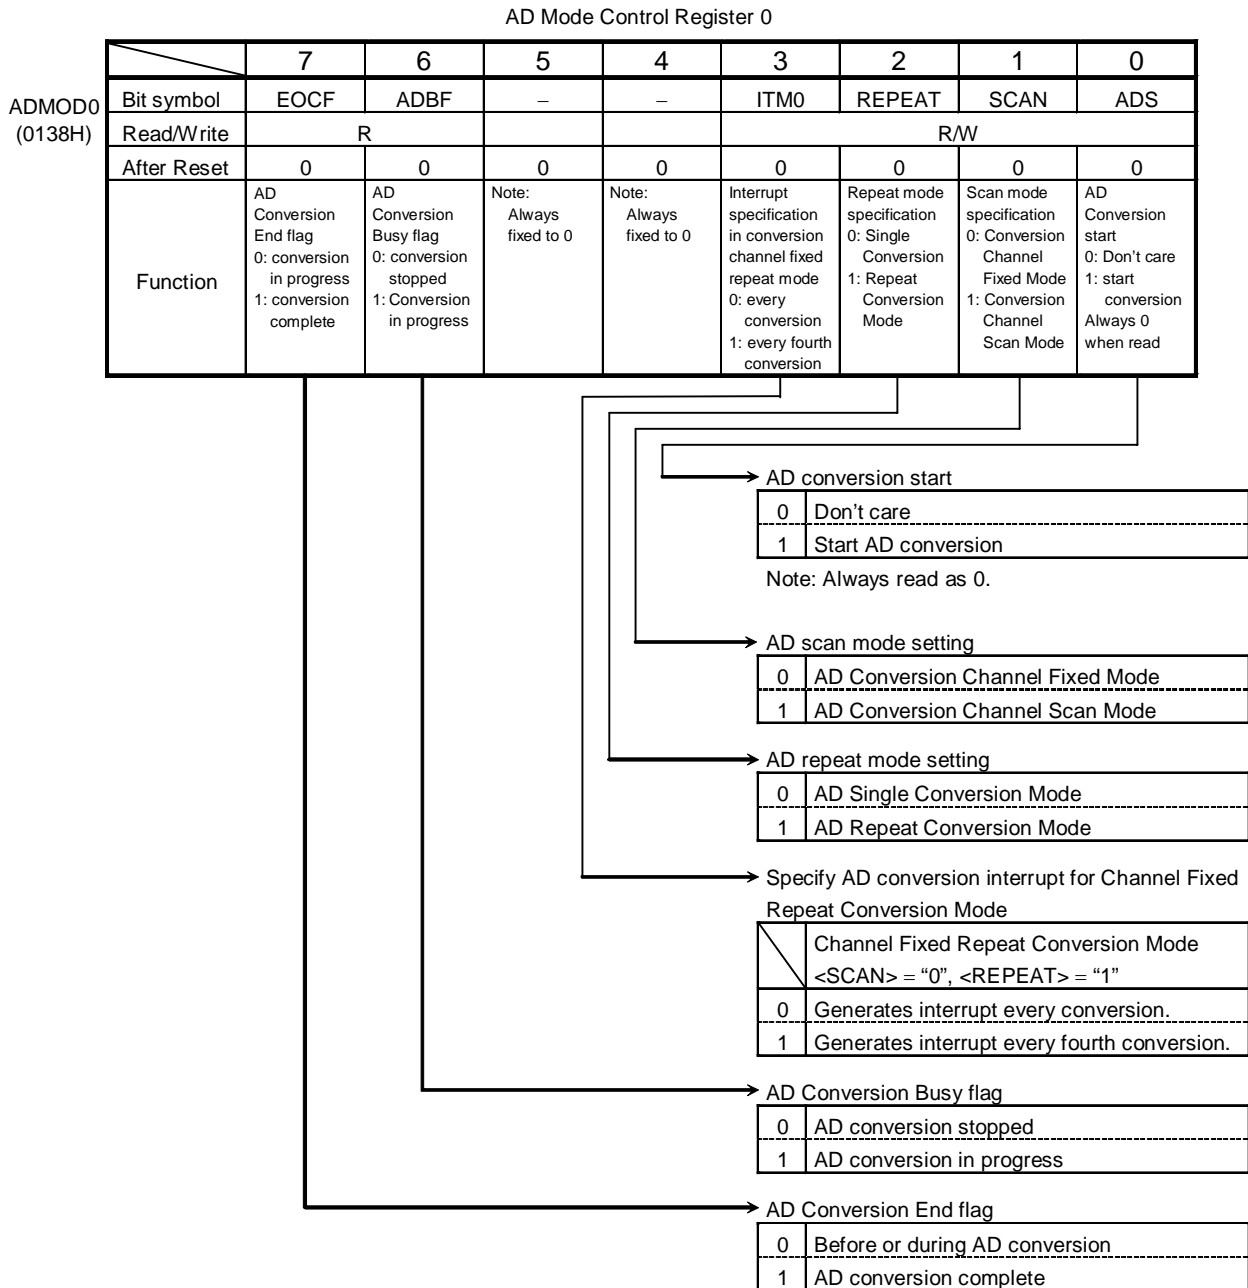 AD Mode Control Register 0
7 6 5 4 3 2 1 0
ADMOD0
(0138H)
Bit symbol EOCF ADBF − − ITM0 REPEAT SCAN ADS
Read/Write R R/W
After Reset 0 0 0 0 0 0 0 0
Function
AD
Conversion
End flag
0: conversion
in progress
1: conversion
complete
AD
Conversion
Busy flag
0: conversion
stopped
1: Conversion
in progress
Note:
Always
fixed to 0
Note:
Always
fixed to 0
Interrupt
specification
in conversion
channel fixed
repeat mode
0: every
conversion
1: every fourth
conversion
Repeat mode
specification
0: Single
Conversion
1: Repeat
Conversion
Mode
Scan mode
specification
0: Conversion
Channel
Fixed Mode
1: Conversion
Channel
Scan Mode
AD
Conversion
start
0: Don't care
1: start
conversion
Always 0
when read
AD conversion start
0 Don't care
1 Start AD conversion
Note: Always read as 0.
AD scan mode setting
0 AD Conversion Channel Fixed Mode
1 AD Conversion Channel Scan Mode
AD repeat mode setting
0 AD Single Conversion Mode
1 AD Repeat Conversion Mode
Specify AD conversion interrupt for Channel Fixed
Repeat Conversion Mode
Channel Fixed Repeat Conversion Mode
<SCAN> = “0”, <REPEAT> = “1”
0 Generates interrupt every conversion.
1 Generates interrupt every fourth conversion.
AD Conversion Busy flag
0 AD conversion stopped
1 AD conversion in progress
AD Conversion End flag
0 Before or during AD conversion
1 AD conversion complete